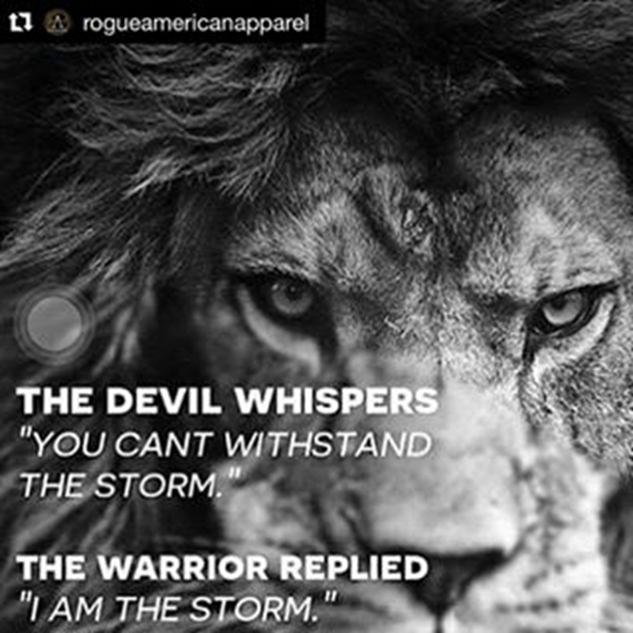 rogueamericanapparel
THE DEVIL WHISPERS
"YOU CANT WITHSTAND
THE STORM."
THE WARRIOR REPLIED
"I AM THE STORM."